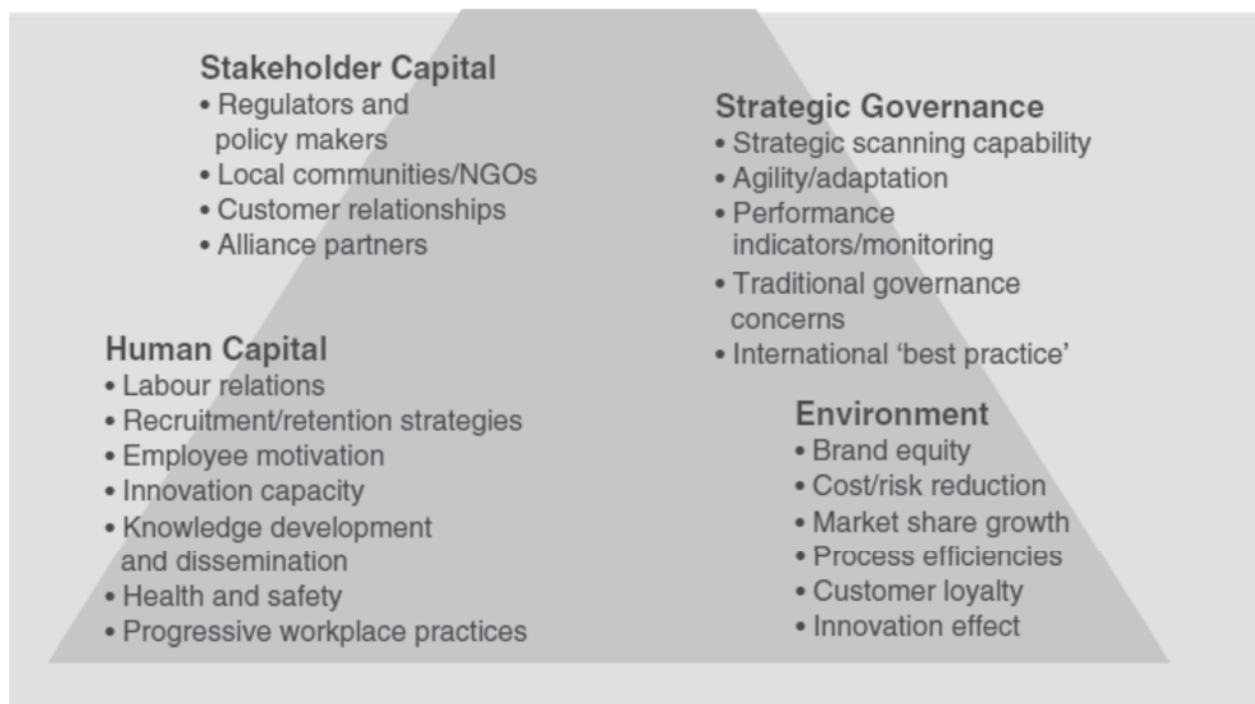 Stakeholder Capital
• Regulators and
policy makers
• Local communities/NGOs
• Customer relationships
• Alliance partners
Strategic Governance
• Strategic scanning capability
• Agility/adaptation
• Performance
indicators/monitoring
• Traditional governance
concerns
• International ‘best practice’
Human Capital
• Labour relations
• Recruitment/retention strategies
• Employee motivation
• Innovation capacity
• Knowledge development
and dissemination
• Health and safety
• Progressive workplace practices
Environment
• Brand equity
• Cost/risk reduction
• Market share growth
• Process efficiencies
• Customer loyalty
• Innovation effect